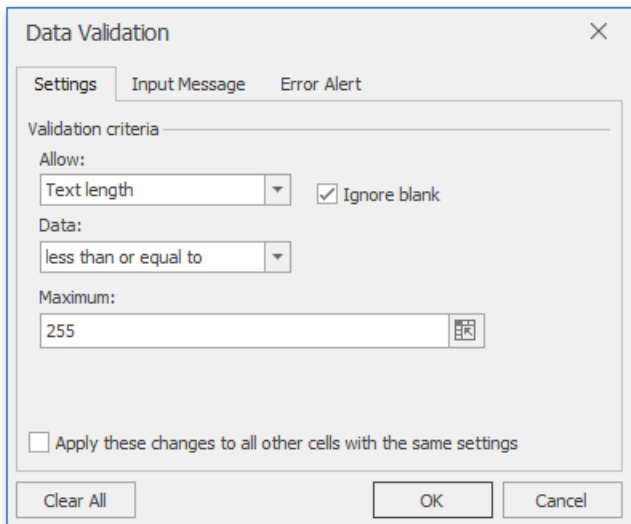 Data Validation
Settings Input Message Error Alert
Validation criteria
Allow:
Text length Ignore blank
Data:
less than or equal to
Maximum:
255
Apply these changes to all other cells with the same settings
Clear All OK Cancel